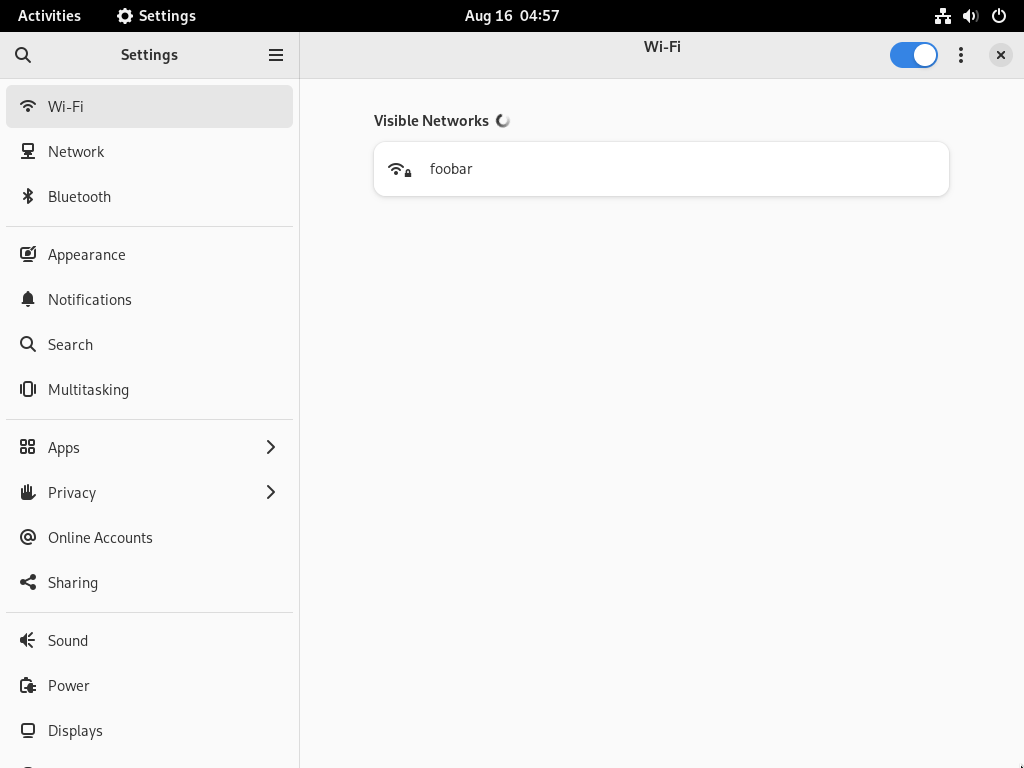 Activities
Settings
Aug 16 04:57
Settings
Wi-Fi
Wi-Fi
Network
Bluetooth
Appearance
Notifications
Search
Multitasking
Apps
Privacy
Online Accounts
Sharing
Sound
Power
Displays
Visible Networks
foobar